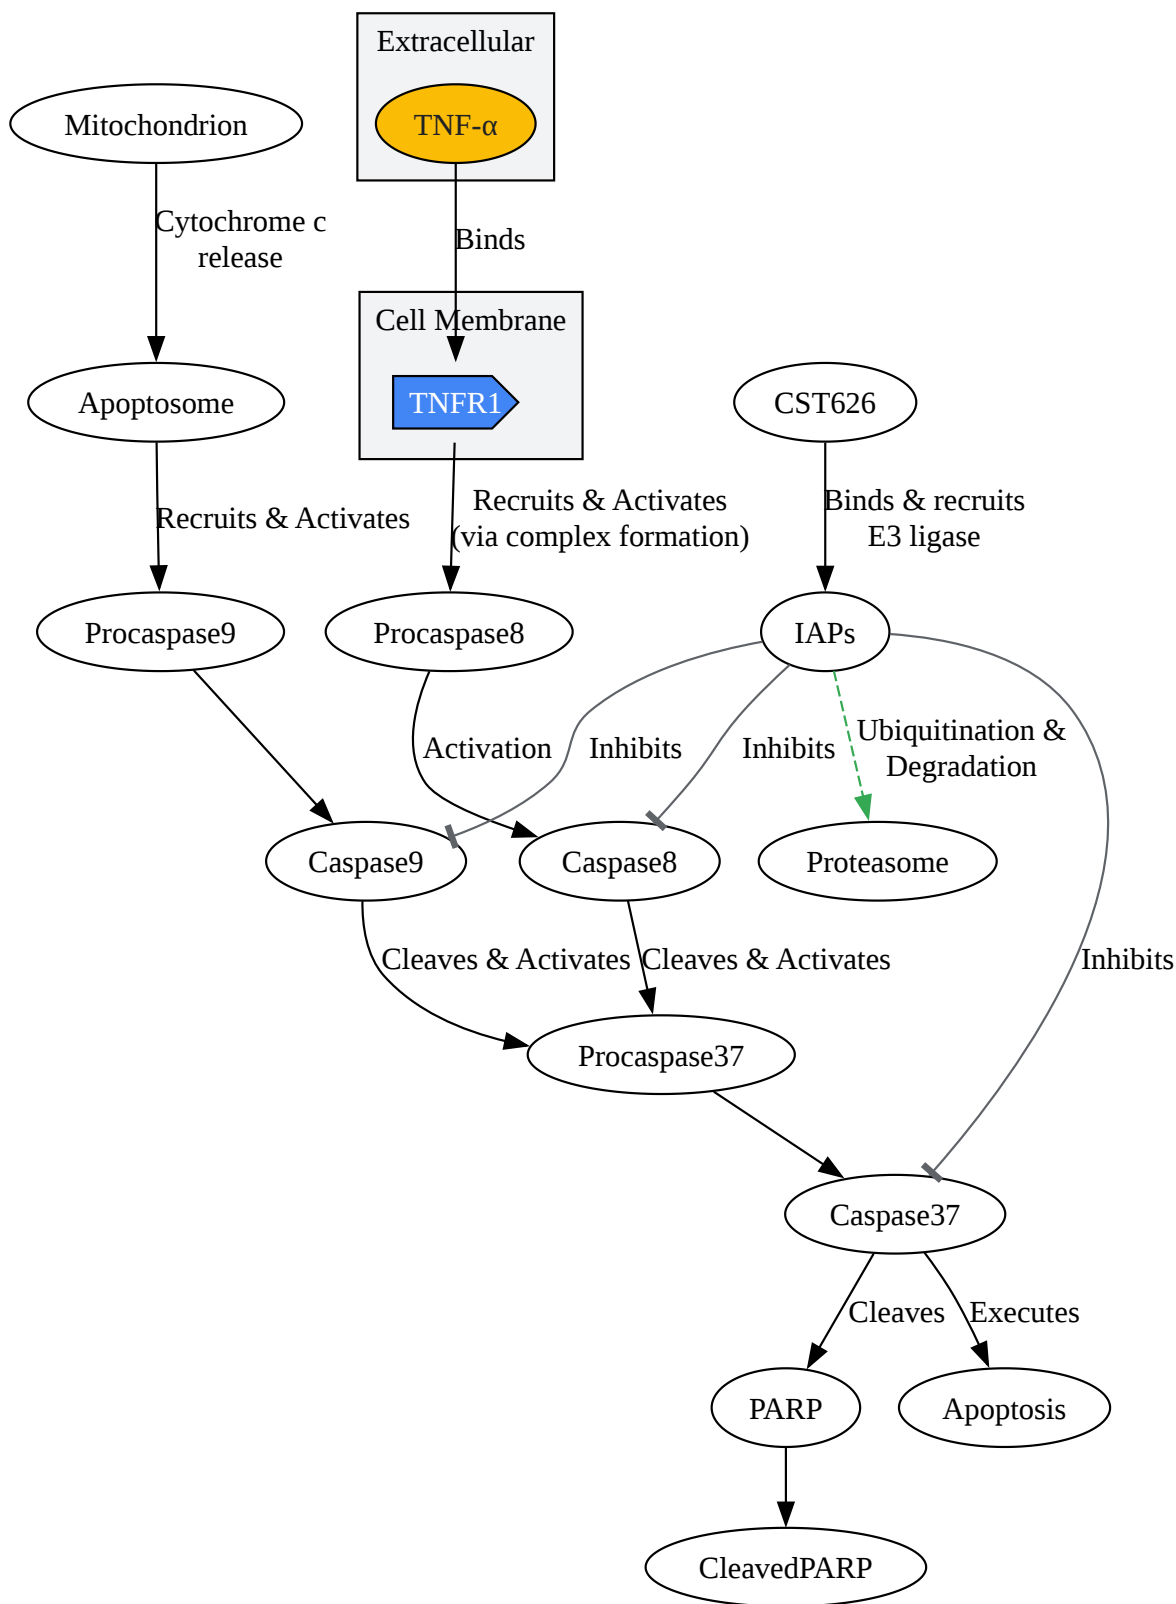 Extracellular
Mitochondrion
TNF-α
Cytochrome c
release
Binds
Cell Membrane
Apoptosome
TNFR1
CST626
Recruits & Activates
Recruits & Activates
(via complex formation)
Binds & recruits
E3 ligase
Procaspase9
Procaspase8
IAPs
Activation
Inhibits
Inhibits
Ubiquitination &
Degradation
Caspase9
Caspase8
Proteasome
Cleaves & Activates
Cleaves & Activates
Inhibits
Procaspase37
Caspase37
Cleaves
Executes
PARP
Apoptosis
CleavedPARP